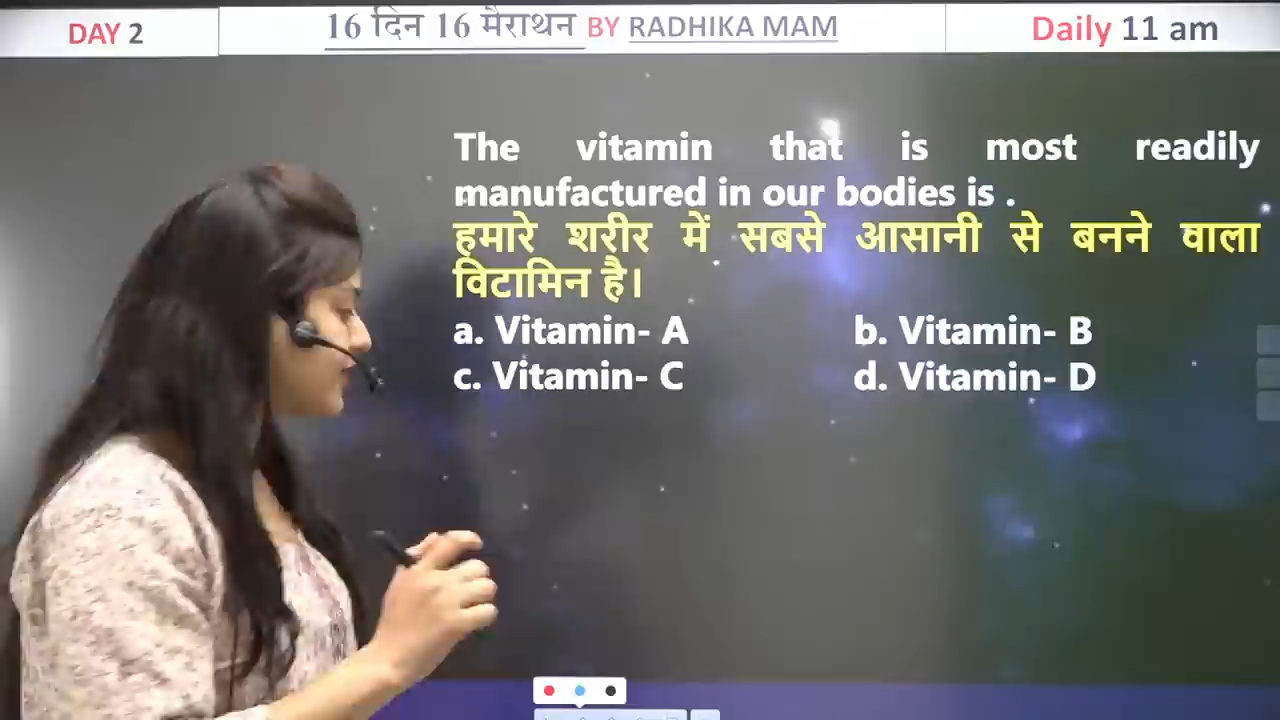 DAY 2
16 दिन 16 मैराथन BY RADHIKA MAM
Daily 11 am
The vitamin that is most readily
manufactured in our bodies is .
हमारे शरीर में सबसे आसानी से बनने वाला
विटामिन है।
a. Vitamin- A b. Vitamin- B
c. Vitamin- C d. Vitamin- D